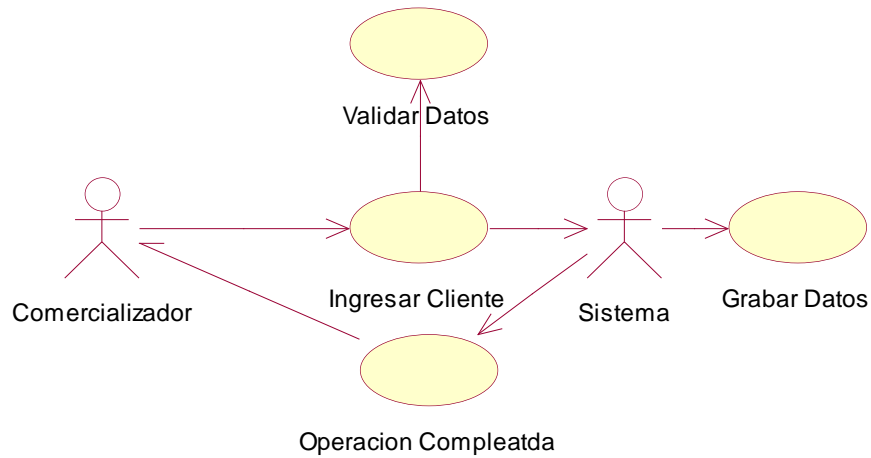 Validar Datos
Comercializador
Ingresar Cliente
Sistema
Grabar Datos
Operacion Compleatda